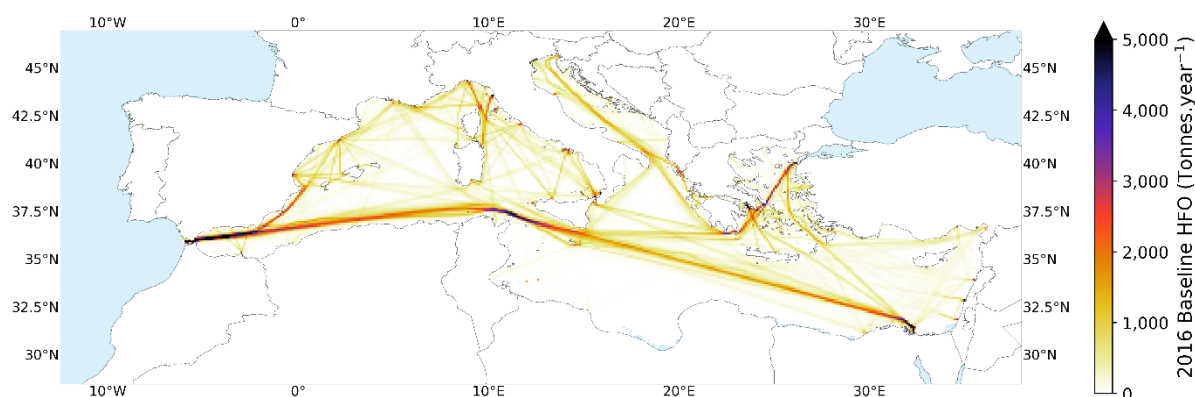 10°W 0° 10°E 20°E 30°E
45°N 45°N
42.5°N 42.5°N
40°N 40°N
37.5°N 37.5°N
35°N 35°N
32.5°N 32.5°N
30°N 30°N
10°W 0° 10°E 20°E 30°E
5,000
4,000
3,000
2,000
1,000
0
2016 Baseline HFO (Tonnes.year⁻¹)